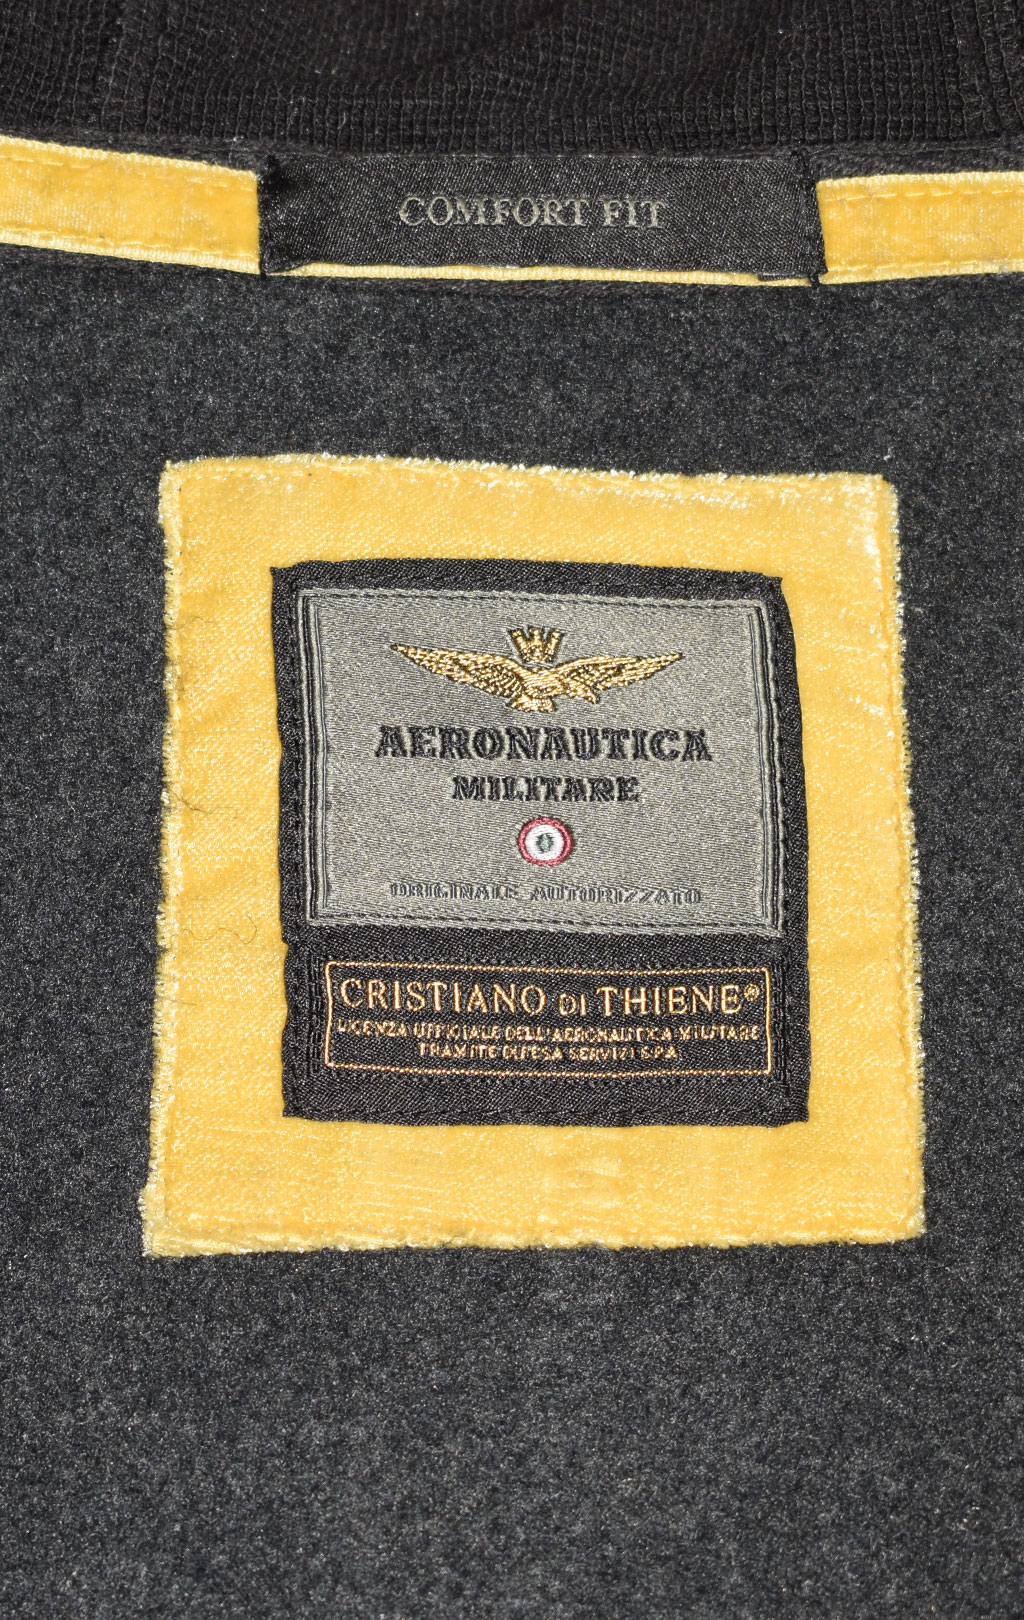 COMFORT FIT
AERONAUTICA
MILITARE
ORIGINALE AUTORIZZATO
CRISTIANO DI THIENE®
LICENZA UFFICIALE DELL'AERONAUTICA MILITARE
TRAMITE DIFESA SERVIZI S.P.A.